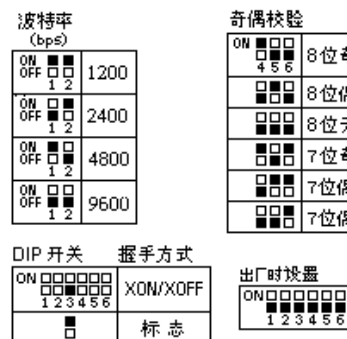 波特率
(bps)
ON
OFF
1 2
1200
ON
OFF
1 2
2400
ON
OFF
1 2
4800
ON
OFF
1 2
9600
奇偶校验
ON
4 5 6
8位
8位偶
8位
7位
7位偶
7位偶
DIP 开关 握手方式
ON
1 2 3 4 5 6
XON/XOFF
标志
出厂时设置
ON
1 2 3 4 5 6